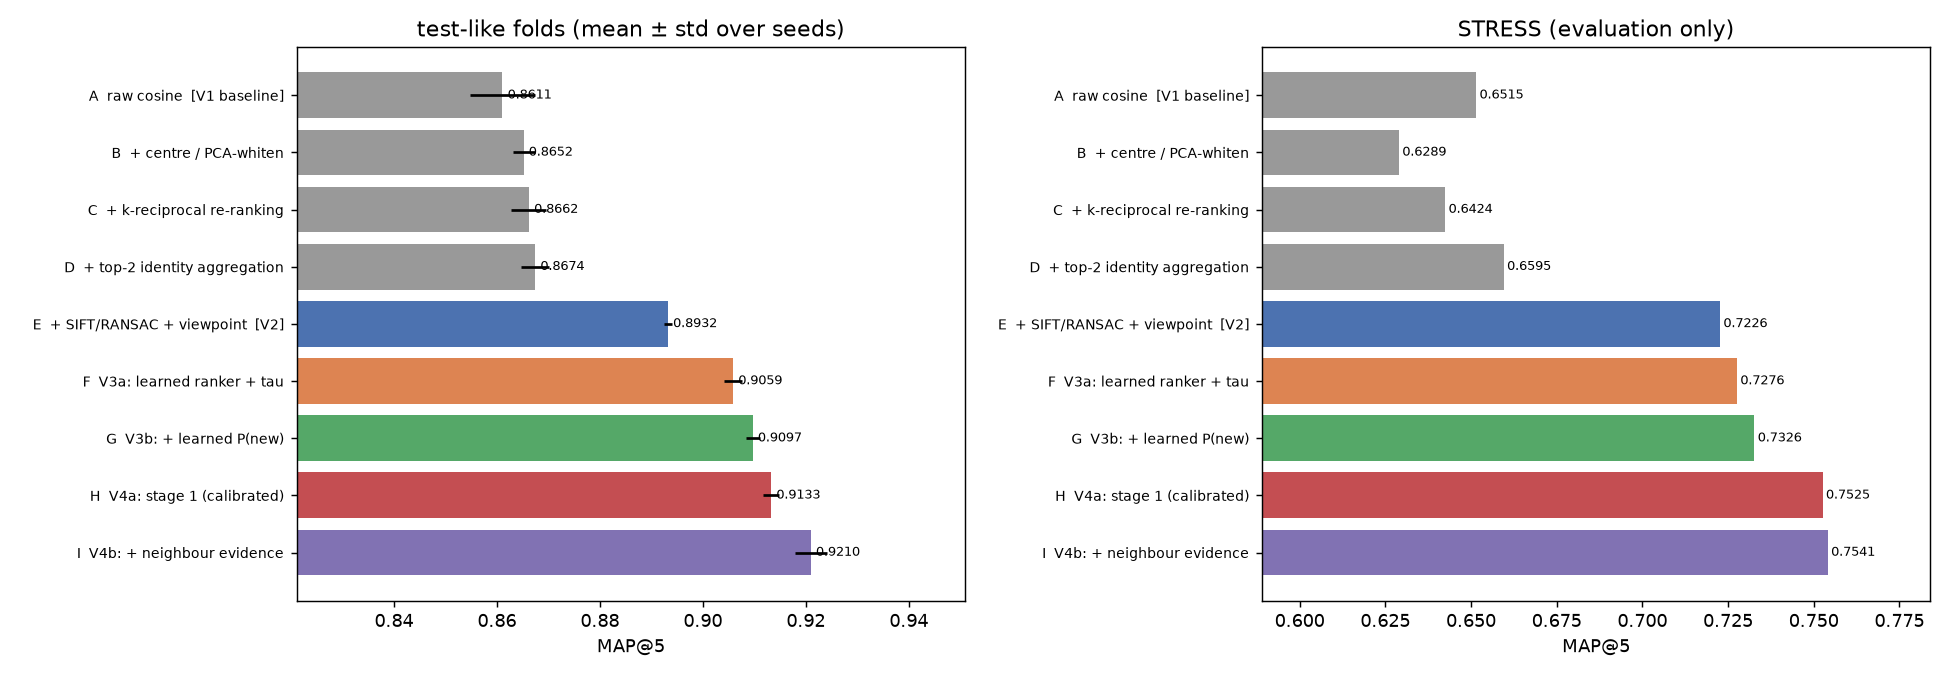 test-like folds (mean ± std over seeds)
A  raw cosine  [V1 baseline]
0.8611
B  + centre / PCA-whiten
0.8652
C  + k-reciprocal re-ranking
0.8662
D  + top-2 identity aggregation
0.8674
E  + SIFT/RANSAC + viewpoint  [V2]
0.8932
F  V3a: learned ranker + tau
0.9059
G  V3b: + learned P(new)
0.9097
H  V4a: stage 1 (calibrated)
0.9133
I  V4b: + neighbour evidence
0.9210
0.84 0.86 0.88 0.90 0.92 0.94
MAP@5
STRESS (evaluation only)
A  raw cosine  [V1 baseline]
0.6515
B  + centre / PCA-whiten
0.6289
C  + k-reciprocal re-ranking
0.6424
D  + top-2 identity aggregation
0.6595
E  + SIFT/RANSAC + viewpoint  [V2]
0.7226
F  V3a: learned ranker + tau
0.7276
G  V3b: + learned P(new)
0.7326
H  V4a: stage 1 (calibrated)
0.7525
I  V4b: + neighbour evidence
0.7541
0.600 0.625 0.650 0.675 0.700 0.725 0.750 0.775
MAP@5